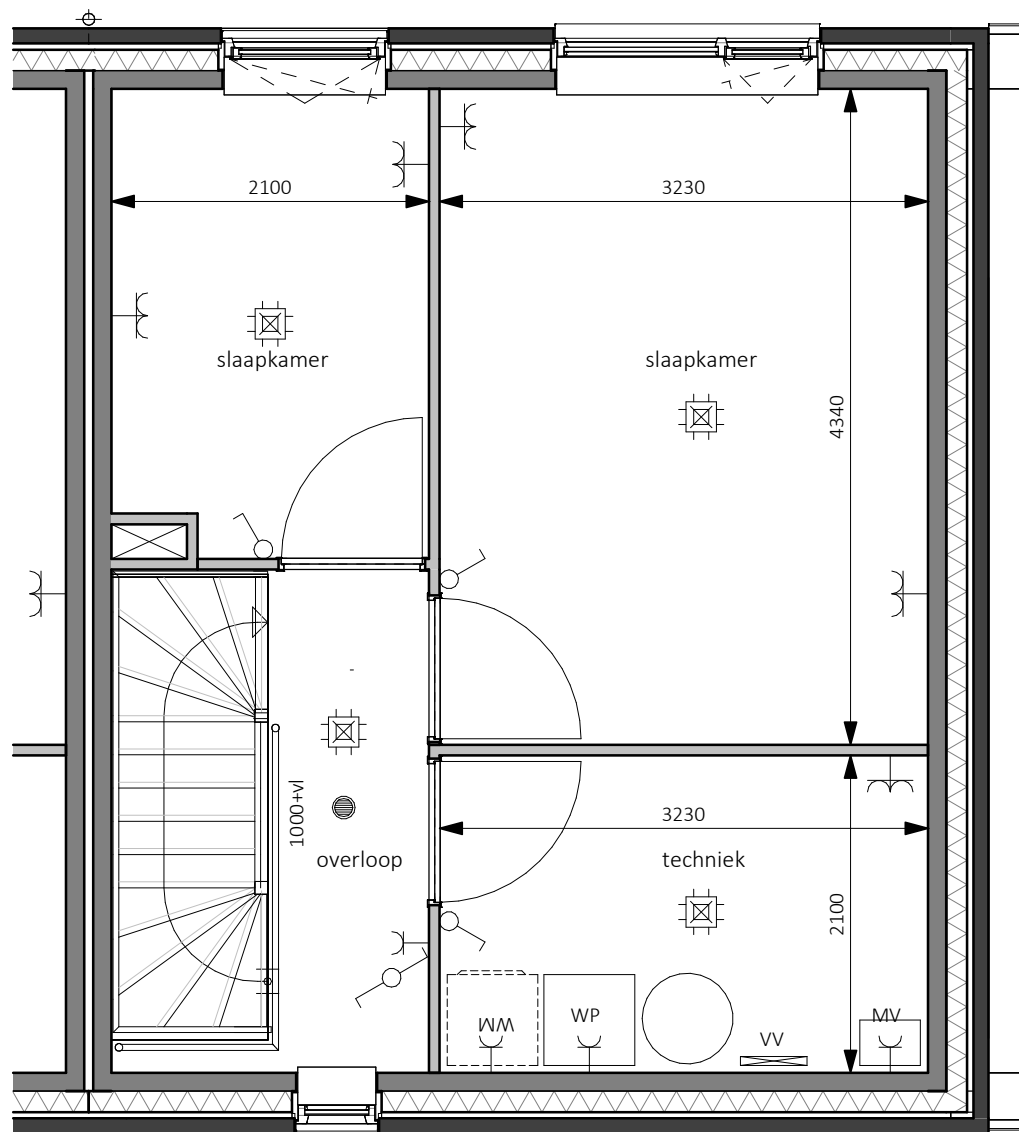 2100
3230
slaapkamer
slaapkamer
4340
1000+vl
3230
overloop
techniek
2100
WM
WP
VV
MV